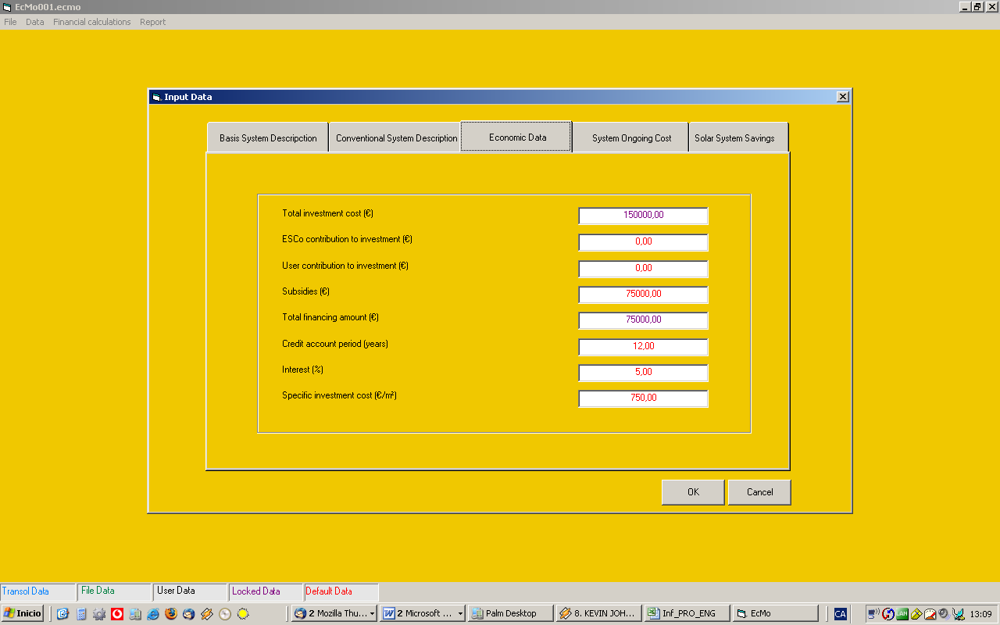 EcMo001.ecmo
File Data Financial calculations Report
Input Data
Basis System Descripction Conventional System Description Economic Data System Ongoing Cost Solar System Savings
Total investment cost (€) 150000,00
ESCo contribution to investment (€) 0,00
User contribution to investment (€) 0,00
Subsidies (€) 75000,00
Total financing amount (€) 75000,00
Credit account period (years) 12,00
Interest (%) 5,00
Specific investment cost (€/m²) 750,00
OK Cancel
Transol Data File Data User Data Locked Data Default Data
Inicio 2 Mozilla Thu... 2 Microsoft ... Palm Desktop 8. KEVIN JOH... Inf_PRO_ENG EcMo CA LAN 13:09